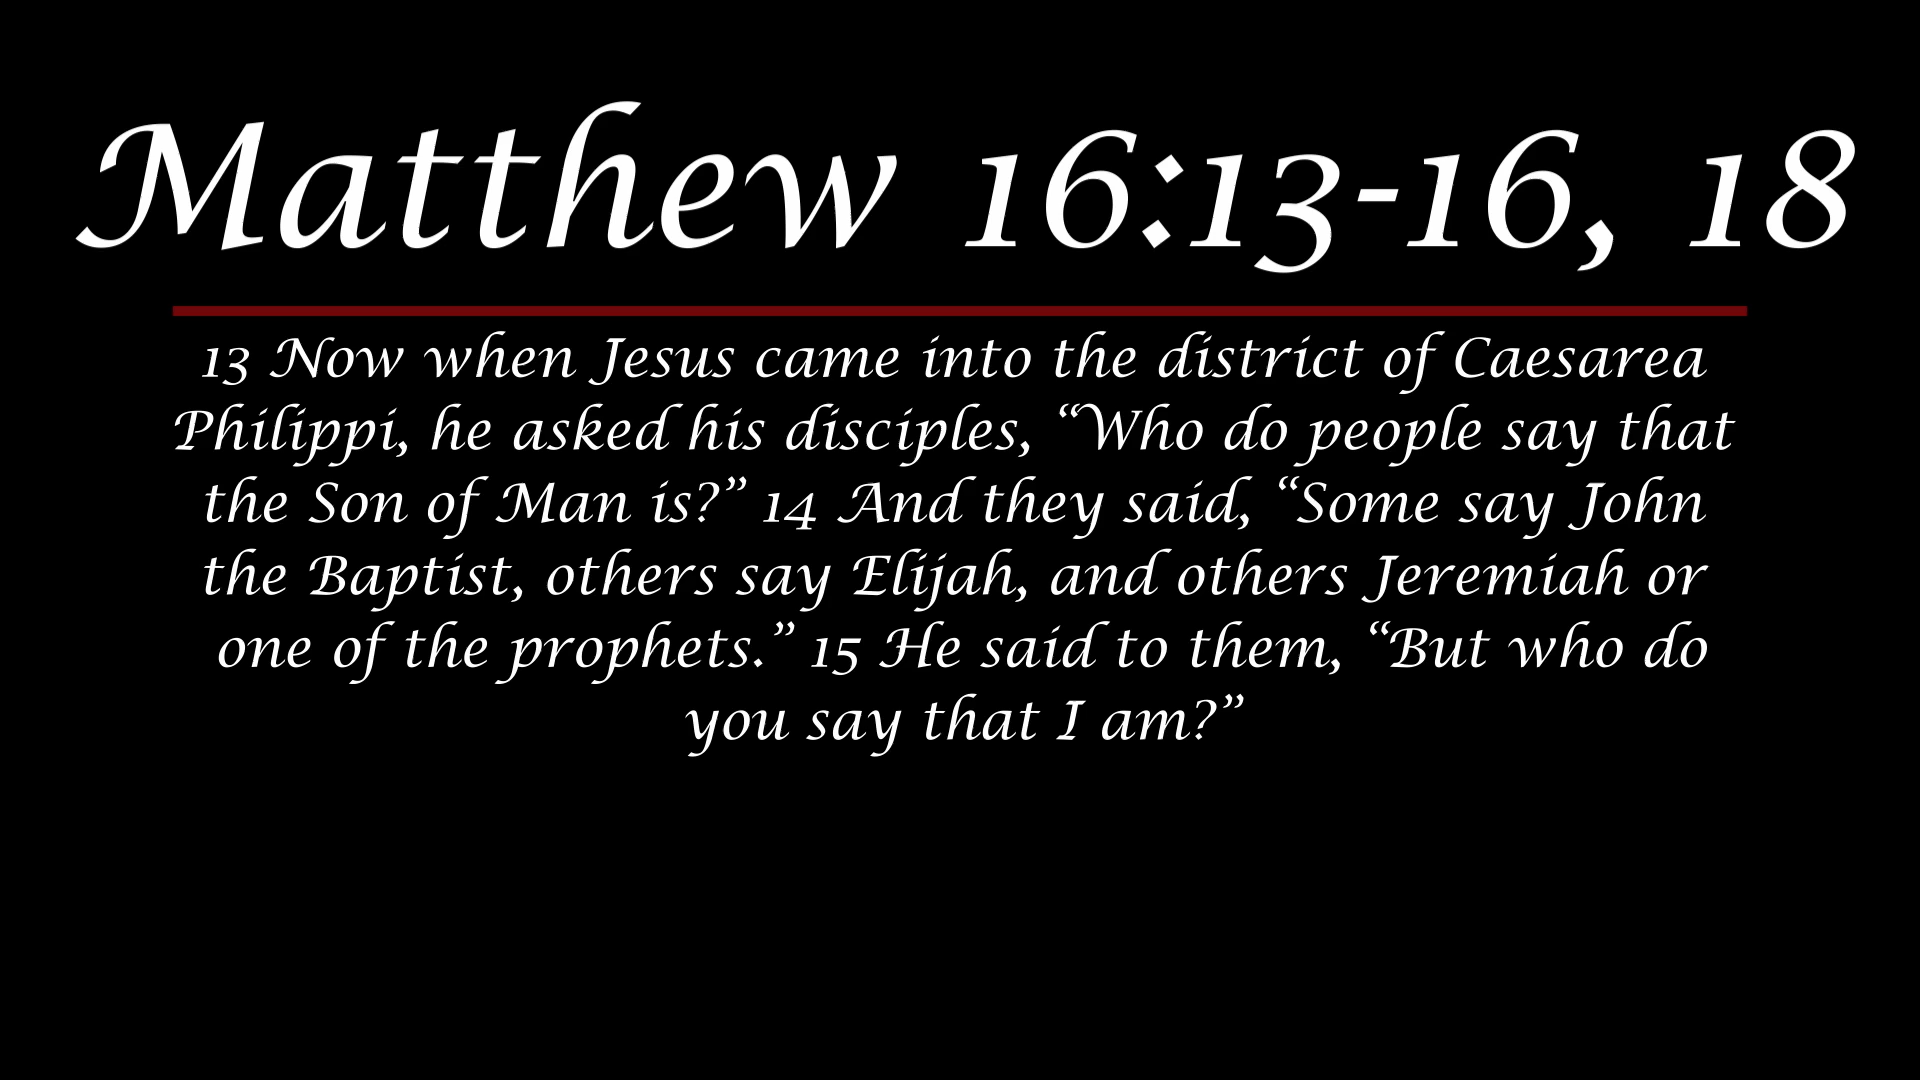 Matthew 16:13-16, 18
13 Now when Jesus came into the district of Caesarea
Philippi, he asked his disciples, “Who do people say that
the Son of Man is?” 14 And they said, “Some say John
the Baptist, others say Elijah, and others Jeremiah or
one of the prophets.” 15 He said to them, “But who do
you say that I am?”